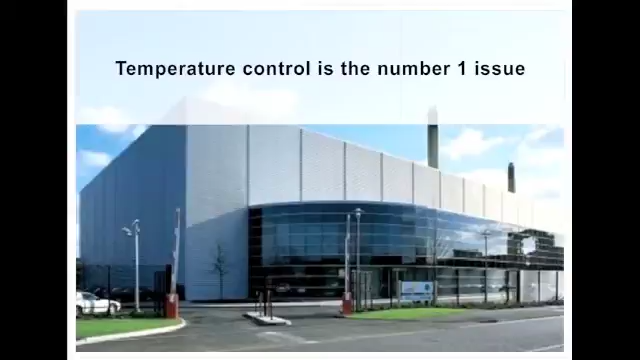 Temperature control is the number 1 issue